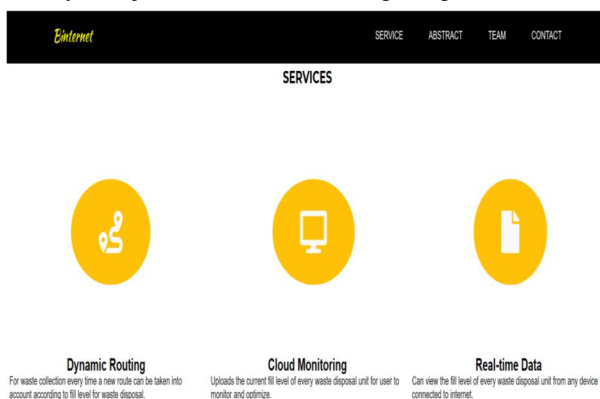 Binternet
SERVICE ABSTRACT TEAM CONTACT
SERVICES
Dynamic Routing
For waste collection every time a new route can be taken into
account according to fill level for waste disposal.
Cloud Monitoring
Uploads the current fill level of every waste disposal unit for user to
monitor and optimize.
Real-time Data
Can view the fill level of every waste disposal unit from any device
connected to internet.